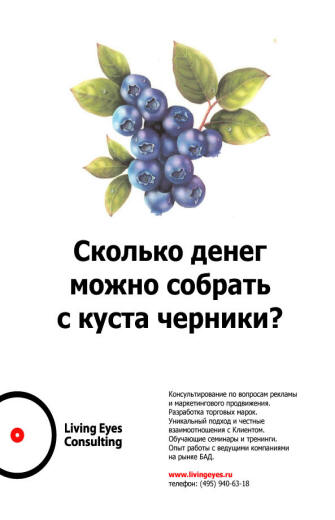 Сколько денег
можно собрать
с куста черники?
Консультирование по вопросам рекламы
и маркетингового продвижения.
Разработка торговых марок.
Уникальный подход и честные
взаимоотношения с Клиентом.
Обучающие семинары и тренинги.
Опыт работы с ведущими компаниями
на рынке БАД.
www.livingeyes.ru
телефон: (495) 940-63-18
Living Eyes
Consulting